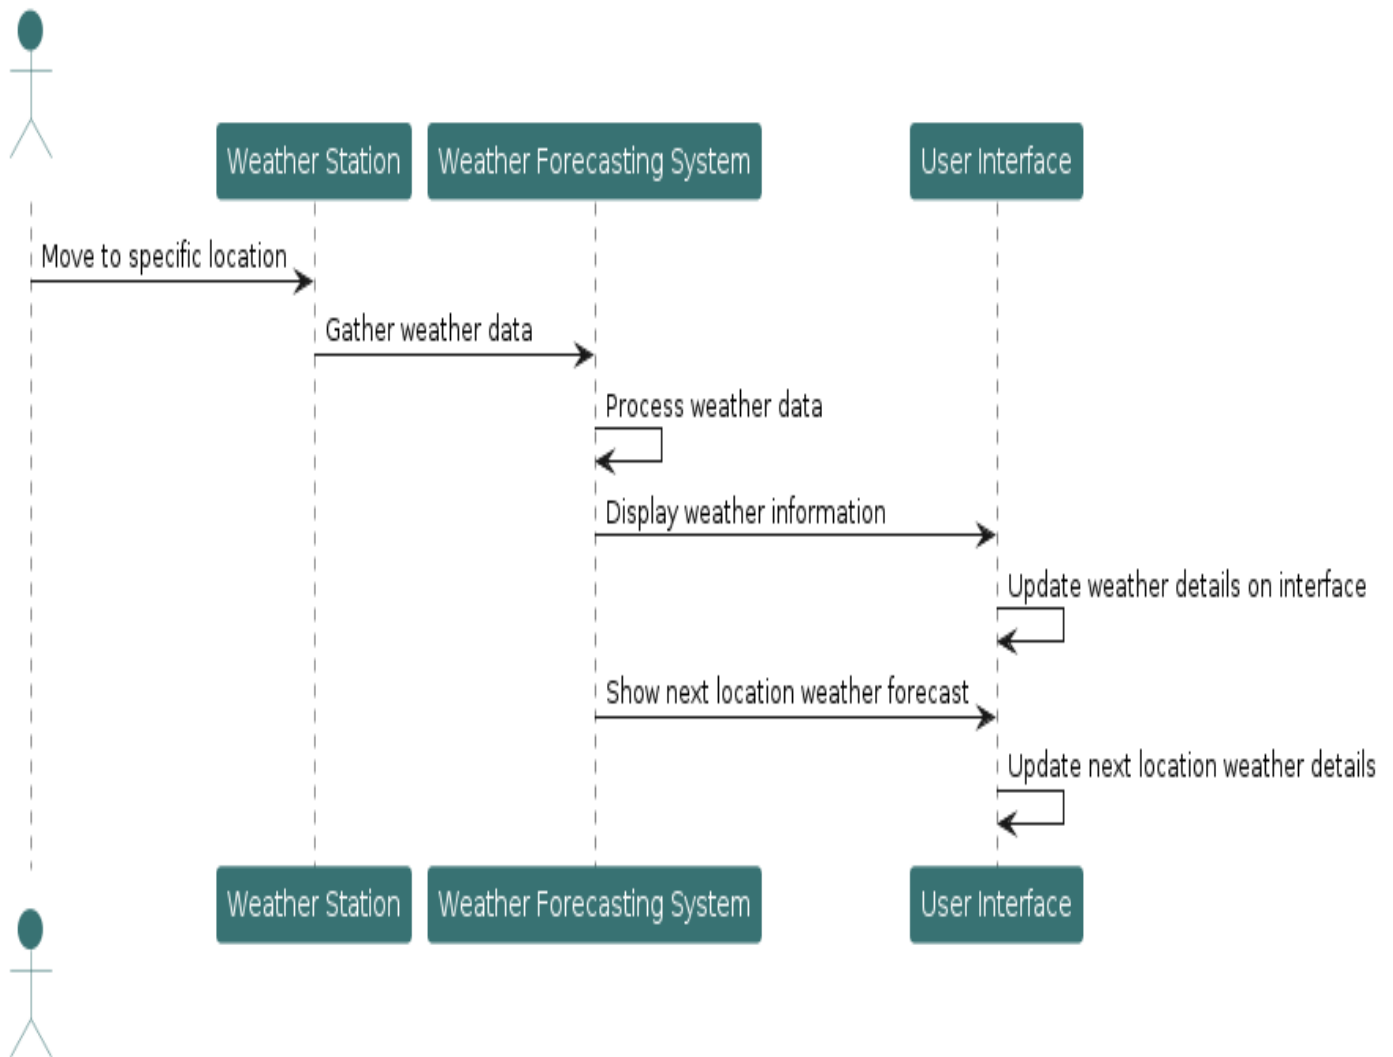 Weather Station
Weather Forecasting System
User Interface
Move to specific location
Gather weather data
Process weather data
Display weather information
Update weather details on interface
Show next location weather forecast
Update next location weather details
Weather Station
Weather Forecasting System
User Interface